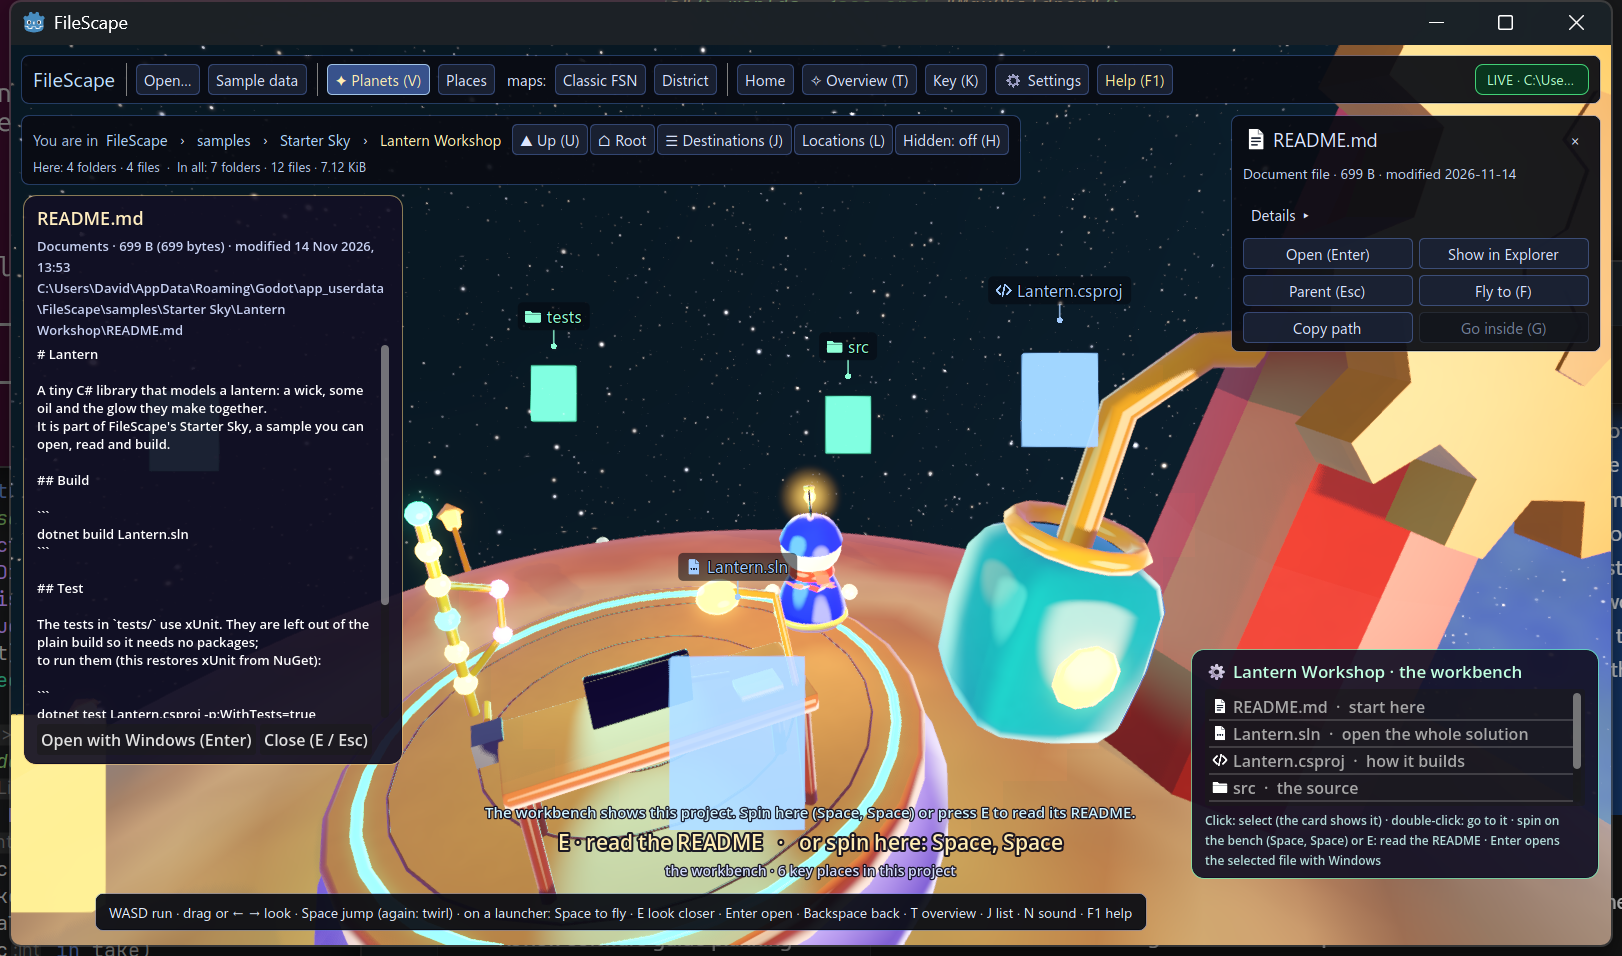 FileScape
FileScape
Open...
Sample data
✦ Planets (V)
Places
maps:
Classic FSN
District
Home
✧ Overview (T)
Key (K)
Settings
Help (F1)
LIVE · C:\Use...
You are in FileScape › samples › Starter Sky › Lantern Workshop
▲ Up (U)
Root
☰ Destinations (J)
Locations (L)
Hidden: off (H)
Here: 4 folders · 4 files · In all: 7 folders · 12 files · 7.12 KiB
README.md
Documents · 699 B (699 bytes) · modified 14 Nov 2026,
13:53
C:\Users\David\AppData\Roaming\Godot\app_userdata
\FileScape\samples\Starter Sky\Lantern
Workshop\README.md
# Lantern
A tiny C# library that models a lantern: a wick, some
oil and the glow they make together.
It is part of FileScape's Starter Sky, a sample you can
open, read and build.
## Build
```
dotnet build Lantern.sln
```
## Test
The tests in `tests/` use xUnit. They are left out of the
plain build so it needs no packages;
to run them (this restores xUnit from NuGet):
```
dotnet test Lantern.csproj -p:WithTests=true
Open with Windows (Enter)
Close (E / Esc)
tests
src
Lantern.csproj
Lantern.sln
README.md
×
Document file · 699 B · modified 2026-11-14
Details ▸
Open (Enter)
Show in Explorer
Parent (Esc)
Fly to (F)
Copy path
Go inside (G)
Lantern Workshop · the workbench
README.md · start here
Lantern.sln · open the whole solution
Lantern.csproj · how it builds
src · the source
Click: select (the card shows it) · double-click: go to it · spin on
the bench (Space, Space) or E: read the README · Enter opens
the selected file with Windows
The workbench shows this project. Spin here (Space, Space) or press E to read its README.
E · read the README · or spin here: Space, Space
the workbench · 6 key places in this project
WASD run · drag or ← → look · Space jump (again: twirl) · on a launcher: Space to fly · E look closer · Enter open · Backspace back · T overview · J list · N sound · F1 help